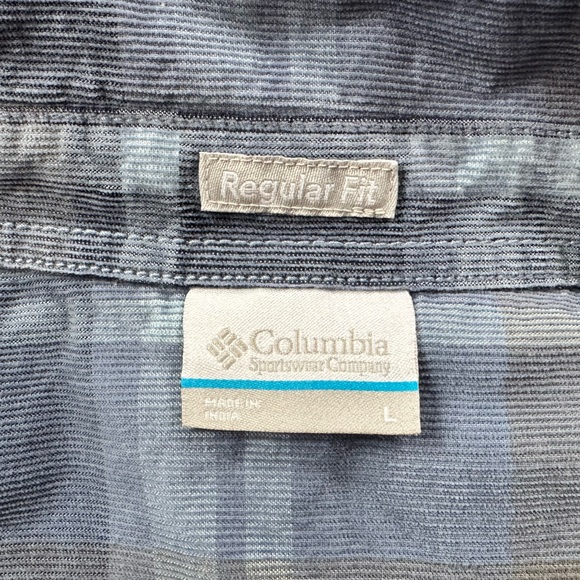 Regular Fit
Columbia
Sportswear Company
MADE IN
INDIA
L